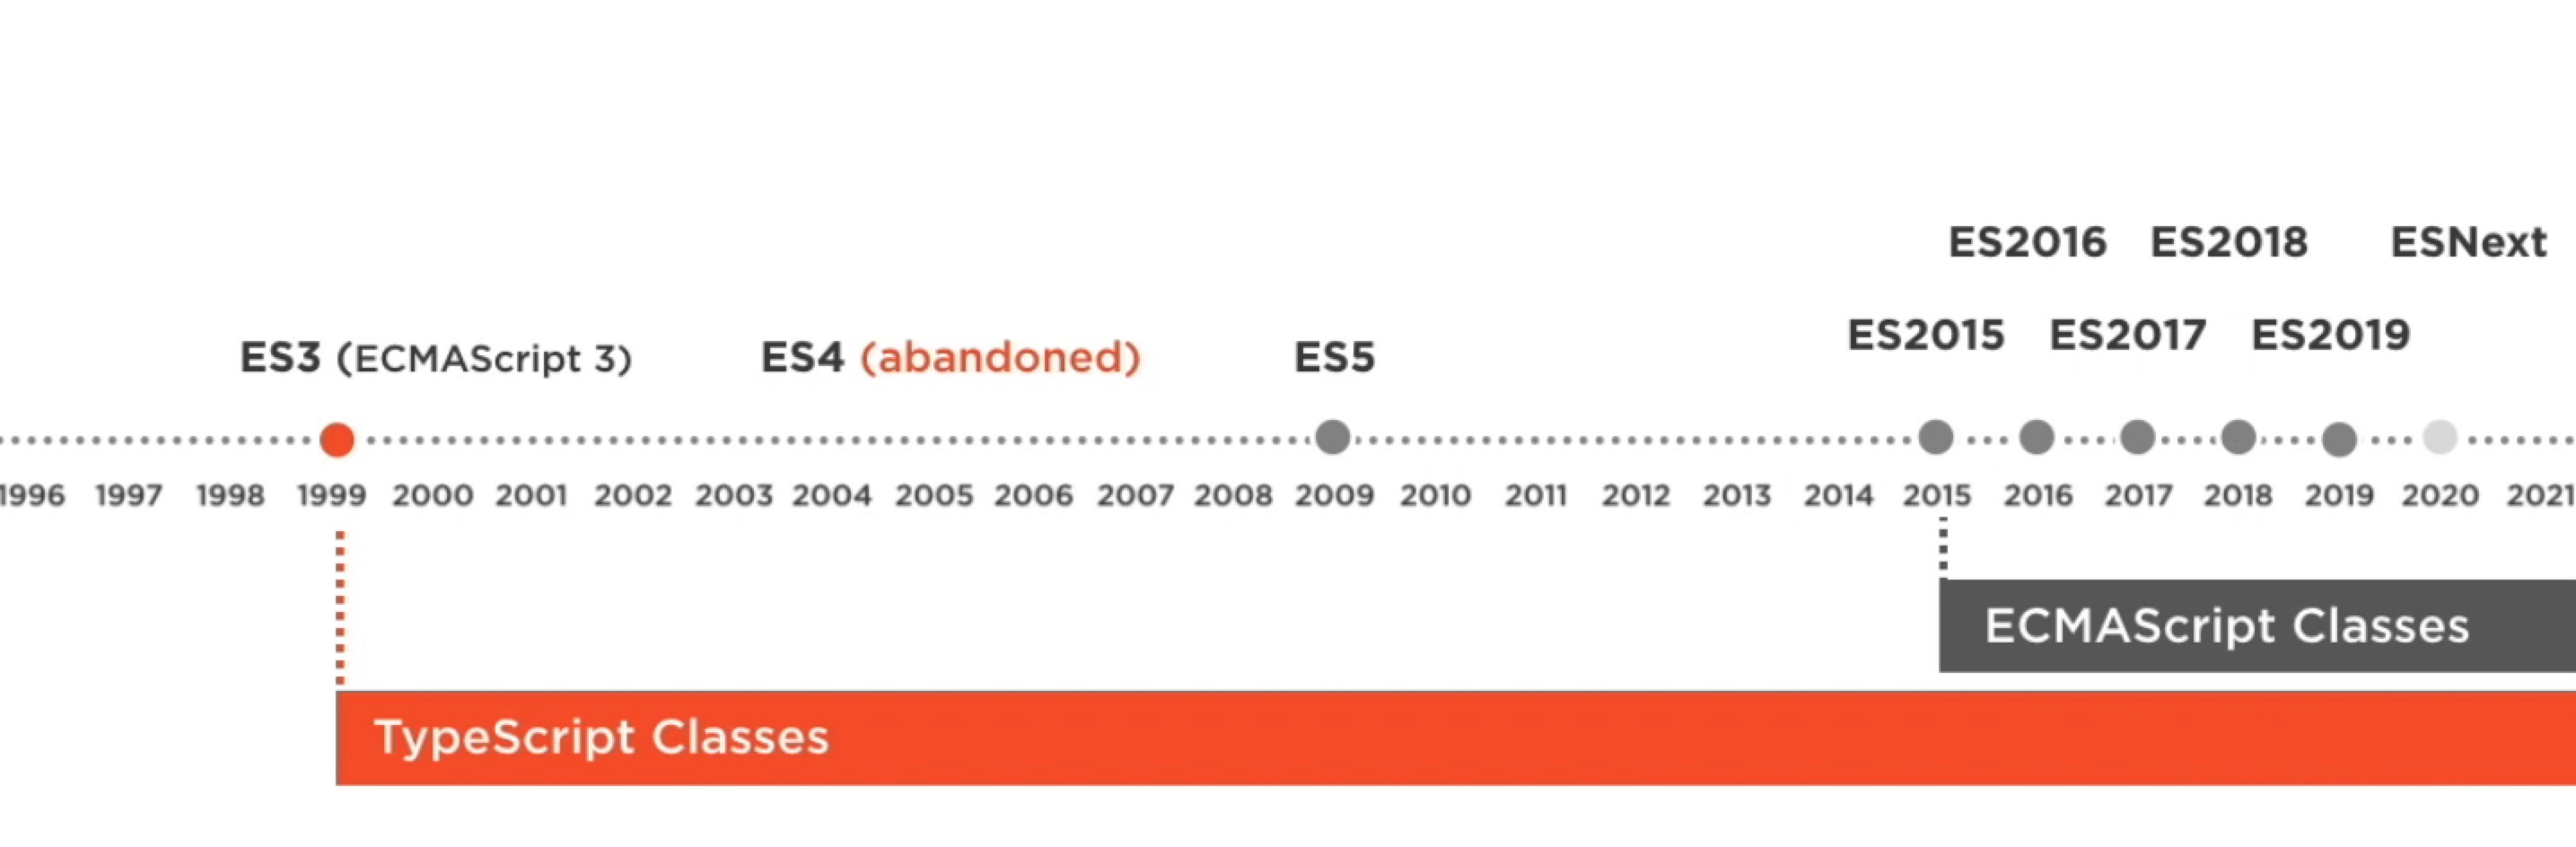 ES2016 ES2018 ESNext
ES2015 ES2017 ES2019
ES3 (ECMAScript 3) ES4 (abandoned) ES5
1996 1997 1998 1999 2000 2001 2002 2003 2004 2005 2006 2007 2008 2009 2010 2011 2012 2013 2014 2015 2016 2017 2018 2019 2020 2021
ECMAScript Classes
TypeScript Classes